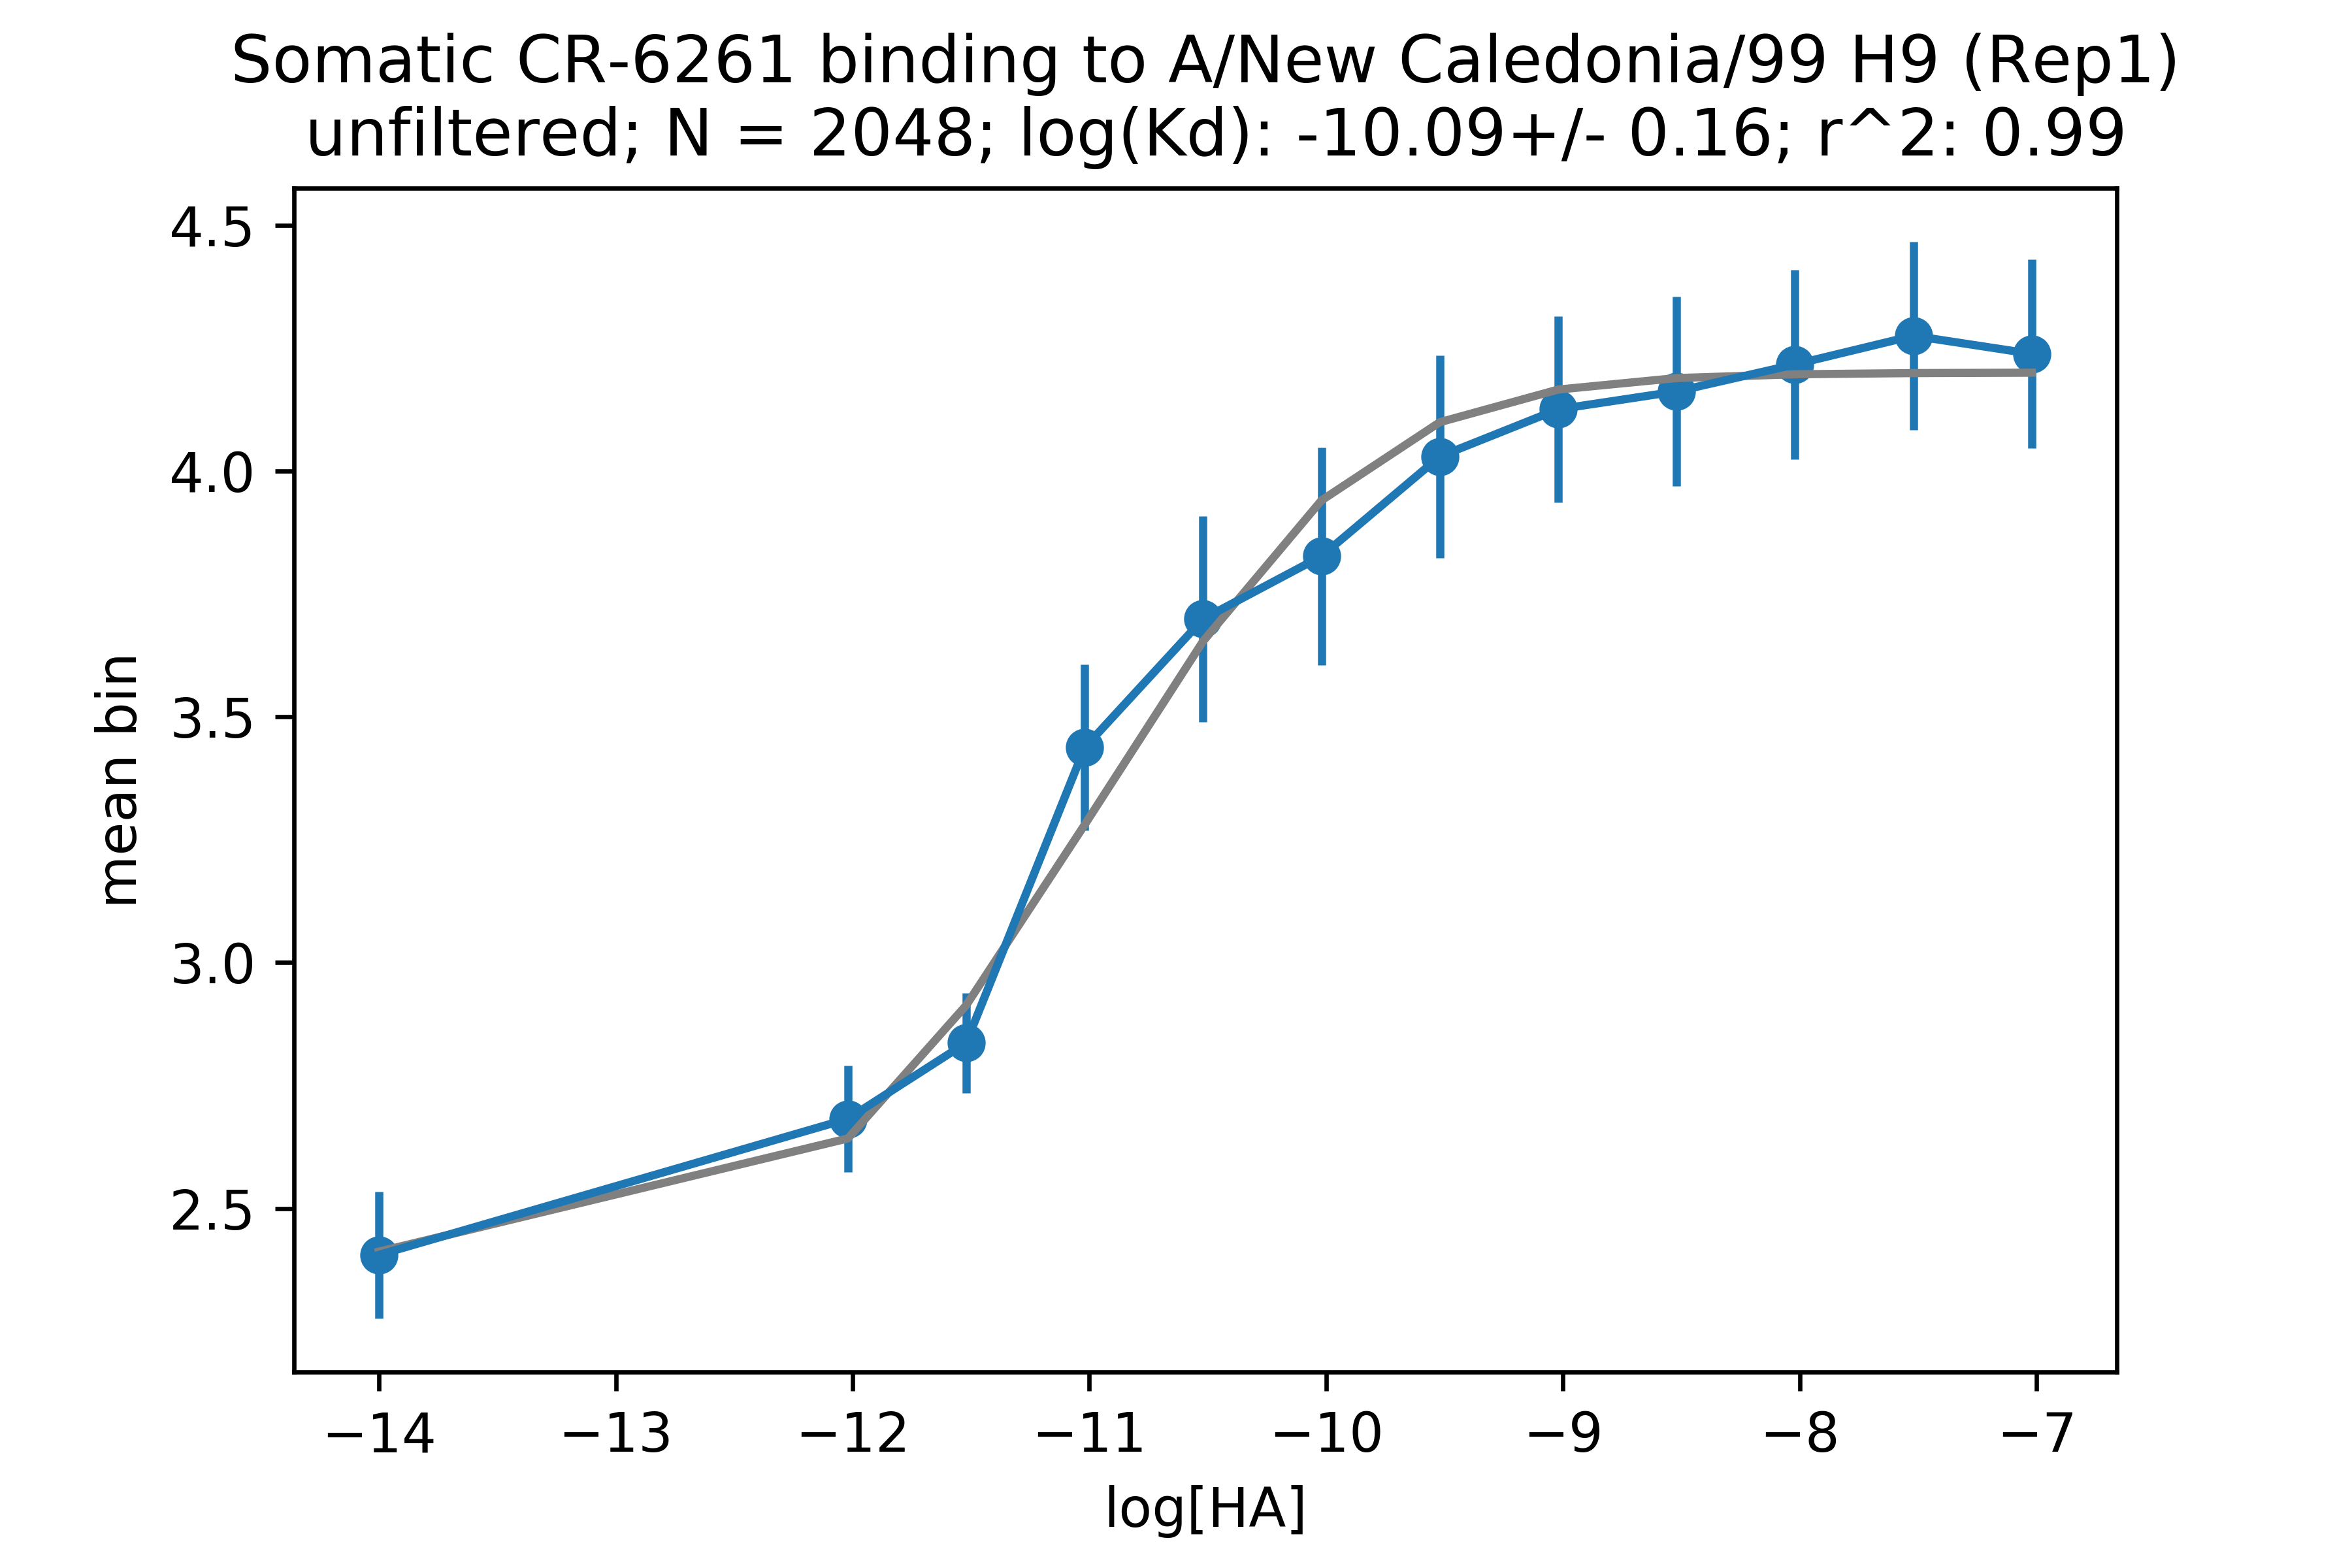 Somatic CR-6261 binding to A/New Caledonia/99 H9 (Rep1)
unfiltered; N = 2048; log(Kd): -10.09+/- 0.16; r^2: 0.99
4.5
4.0
3.5
3.0
2.5
mean bin
−14 −13 −12 −11 −10 −9 −8 −7
log[HA]